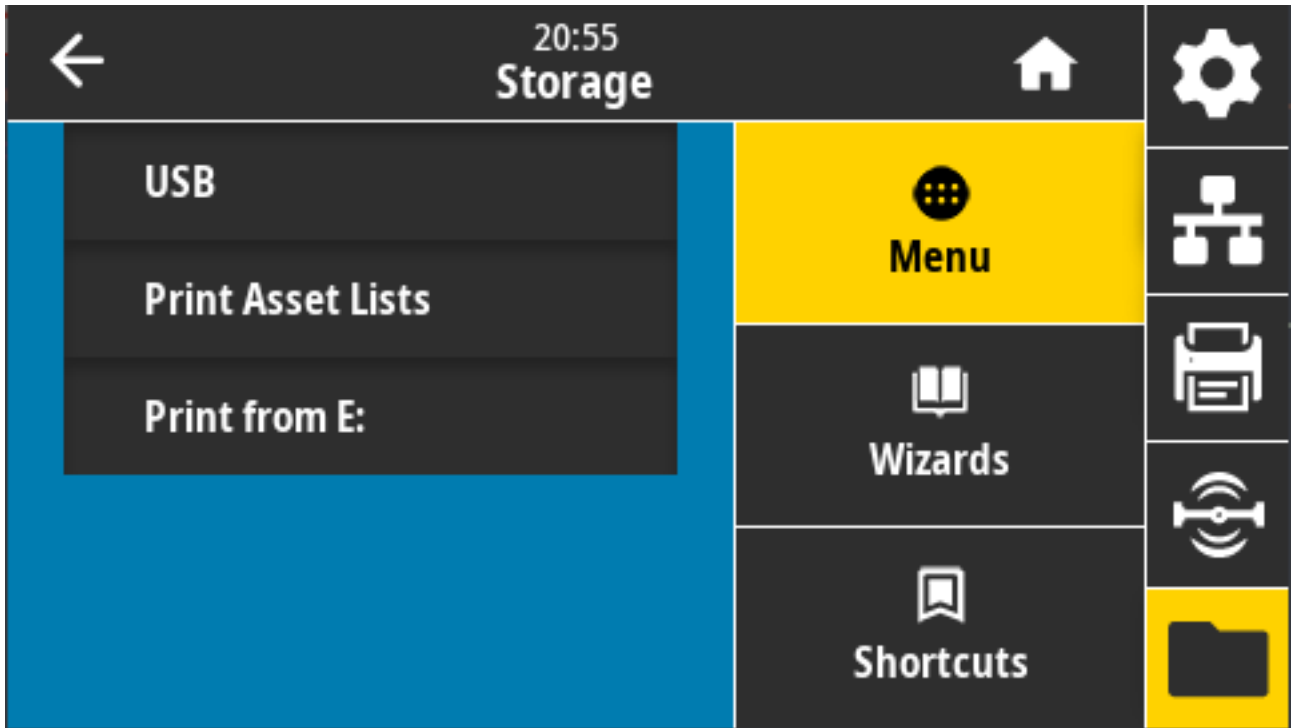 20:55
Storage
USB
Print Asset Lists
Print from E:
Menu
Wizards
Shortcuts